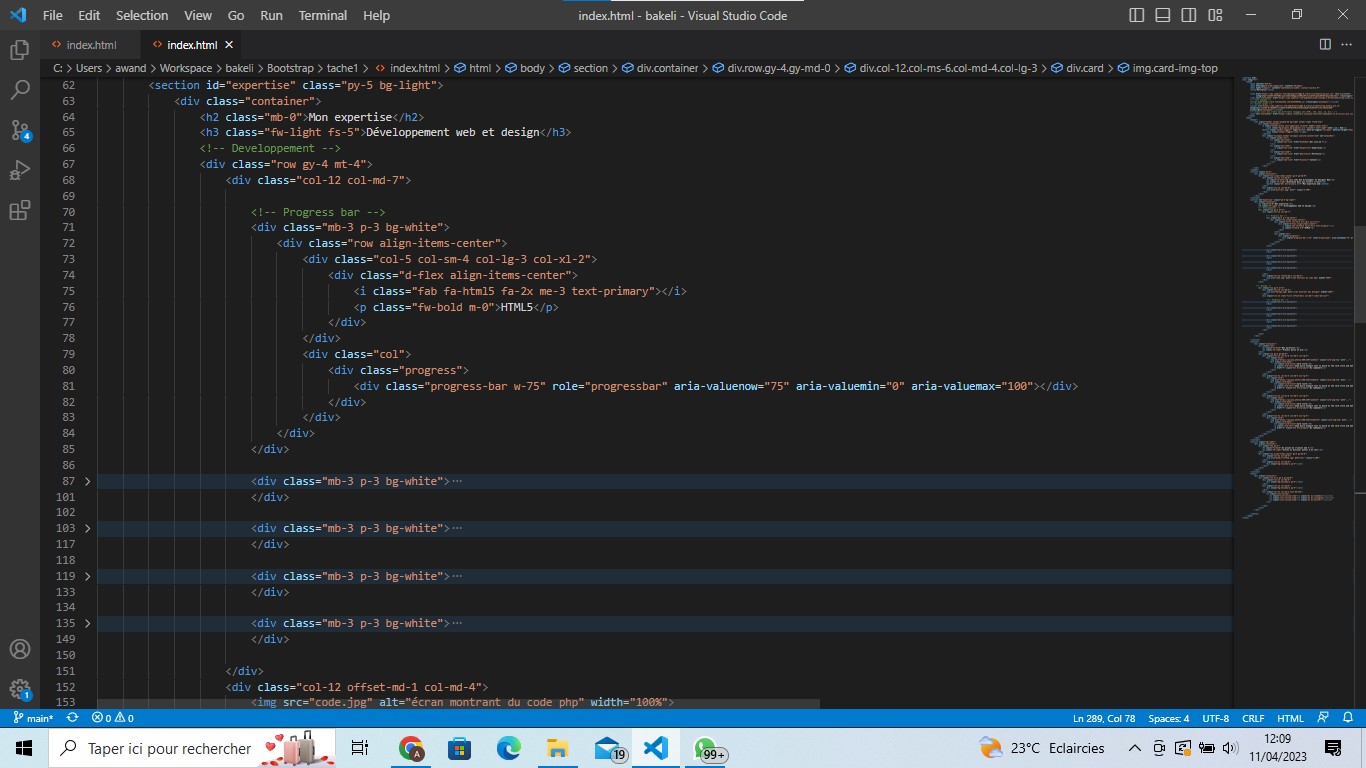 File Edit Selection View Go Run Terminal Help index.html - bakeli - Visual Studio Code
index.html index.html
C: > Users > awand > Workspace > bakeli > Bootstrap > tache1 > index.html > html > body > section > div.container > div.row.gy-4.gy-md-0 > div.col-12.col-ms-6.col-md-4.col-lg-3 > div.card > img.card-img-top
62 <section id="expertise" class="py-5 bg-light">
63 <div class="container">
64 <h2 class="mb-0">Mon expertise</h2>
65 <h3 class="fw-light fs-5">Développement web et design</h3>
66 <!-- Developpement -->
67 <div class="row gy-4 mt-4">
68 <div class="col-12 col-md-7">
69
70 <!-- Progress bar -->
71 <div class="mb-3 p-3 bg-white">
72 <div class="row align-items-center">
73 <div class="col-5 col-sm-4 col-lg-3 col-xl-2">
74 <div class="d-flex align-items-center">
75 <i class="fab fa-html5 fa-2x me-3 text-primary"></i>
76 <p class="fw-bold m-0">HTML5</p>
77 </div>
78 </div>
79 <div class="col">
80 <div class="progress">
81 <div class="progress-bar w-75" role="progressbar" aria-valuenow="75" aria-valuemin="0" aria-valuemax="100"></div>
82 </div>
83 </div>
84 </div>
85 </div>
86
87 <div class="mb-3 p-3 bg-white">⋯
101 </div>
102
103 <div class="mb-3 p-3 bg-white">⋯
117 </div>
118
119 <div class="mb-3 p-3 bg-white">⋯
133 </div>
134
135 <div class="mb-3 p-3 bg-white">⋯
149 </div>
150
151 </div>
152 <div class="col-12 offset-md-1 col-md-4">
153 <img src="code.jpg" alt="écran montrant du code php" width="100%">
4
1
main* 0 0 Ln 289, Col 78 Spaces: 4 UTF-8 CRLF HTML
Taper ici pour rechercher A 19 99+ 23°C Eclaircies 12:09
11/04/2023